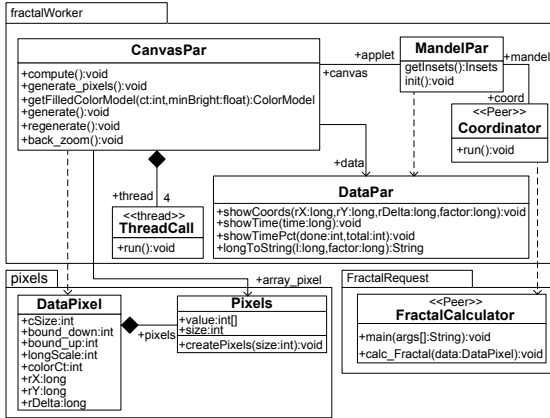 fractalWorker
CanvasPar
+compute():void
+generate_pixels():void
+getFilledColorModel(ct:int,minBright:float):ColorModel
+generate():void
+regenerate():void
+back_zoom():void
+applet
+canvas
MandelPar
getInsets():Insets
init():void
+mandel
+coord
<<Peer>>
Coordinator
+run():void
+data
+thread
4
<<thread>>
ThreadCall
+run():void
DataPar
+showCoords(rX:long,rY:long,rDelta:long,factor:long):void
+showTime(time:long):void
+showTimePct(done:int,total:int):void
+longToString(l:long,factor:long):String
pixels
+array_pixel
DataPixel
+cSize:int
+bound_down:int
+bound_up:int
+longScale:int
+colorCt:int
+rX:long
+rY:long
+rDelta:long
+pixels
Pixels
+value:int[]
+size:int
+createPixels(size:int):void
FractalRequest
<<Peer>>
FractalCalculator
+main(args[]:String):void
+calc_Fractal(data:DataPixel):void